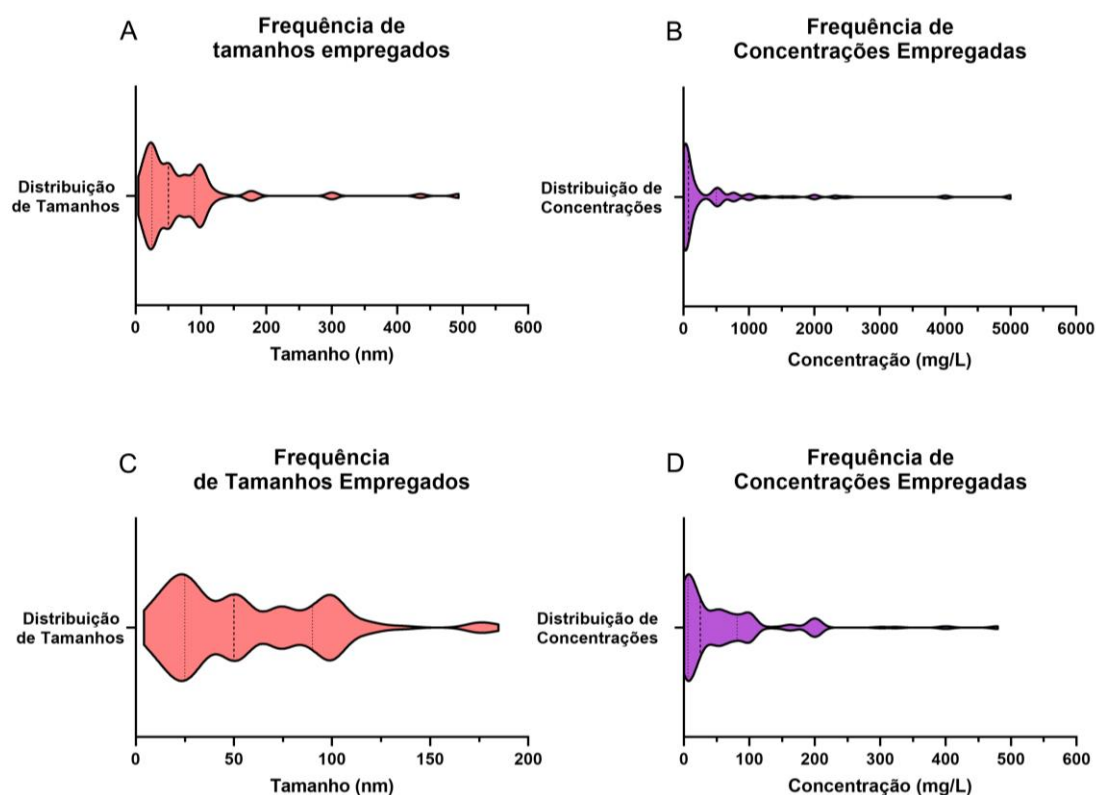 A
Frequência de
tamanhos empregados
Distribuição
de Tamanhos
0 100 200 300 400 500 600
Tamanho (nm)
B
Frequência de
Concentrações Empregadas
Distribuição de
Concentrações
0 1000 2000 3000 4000 5000 6000
Concentração (mg/L)
C
Frequência
de Tamanhos Empregados
Distribuição
de Tamanhos
0 50 100 150 200
Tamanho (nm)
D
Frequência de
Concentrações Empregadas
Distribuição de
Concentrações
0 100 200 300 400 500 600
Concentração (mg/L)